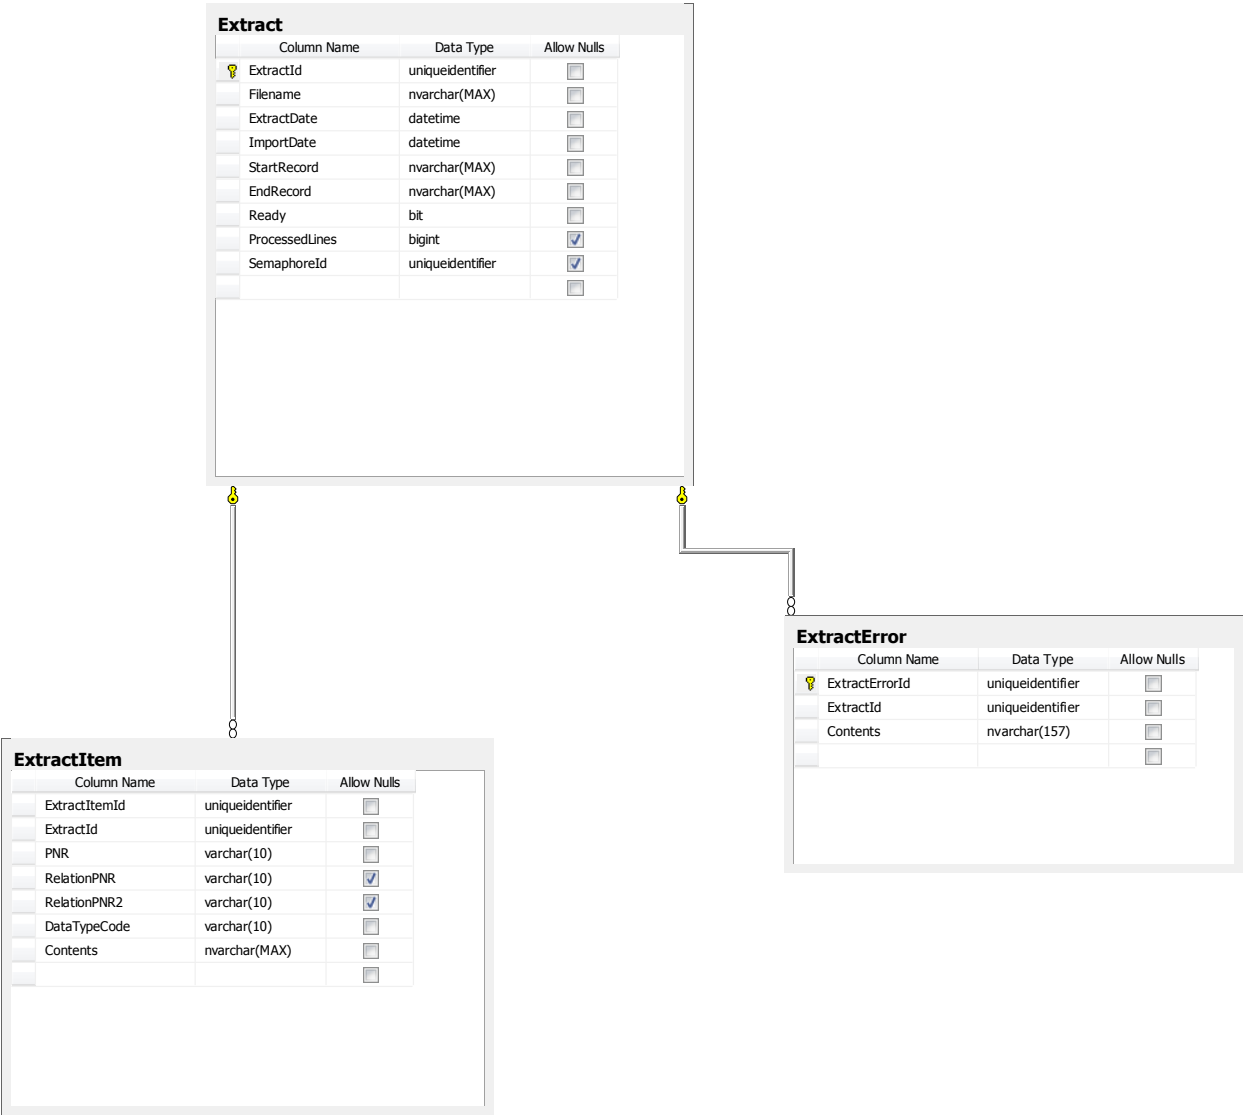 Extract
Column Name Data Type Allow Nulls
ExtractId uniqueidentifier
Filename nvarchar(MAX)
ExtractDate datetime
ImportDate datetime
StartRecord nvarchar(MAX)
EndRecord nvarchar(MAX)
Ready bit
ProcessedLines bigint
SemaphoreId uniqueidentifier
ExtractError
Column Name Data Type Allow Nulls
ExtractErrorId uniqueidentifier
ExtractId uniqueidentifier
Contents nvarchar(157)
ExtractItem
Column Name Data Type Allow Nulls
ExtractItemId uniqueidentifier
ExtractId uniqueidentifier
PNR varchar(10)
RelationPNR varchar(10)
RelationPNR2 varchar(10)
DataTypeCode varchar(10)
Contents nvarchar(MAX)